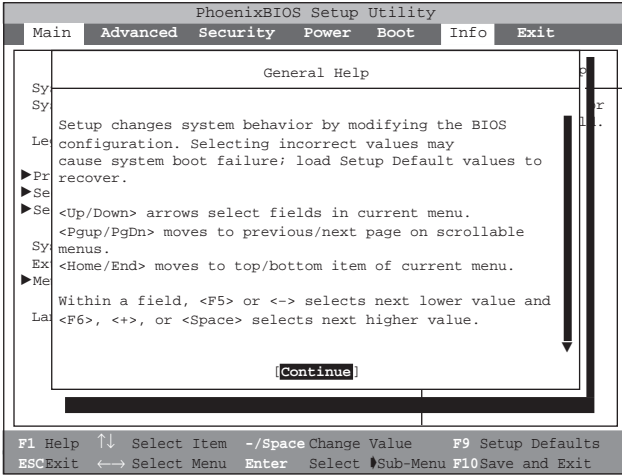 PhoenixBIOS Setup Utility
Main Advanced Security Power Boot Info Exit
General Help
Setup changes system behavior by modifying the BIOS
configuration. Selecting incorrect values may
cause system boot failure; load Setup Default values to
recover.
<Up/Down> arrows select fields in current menu.
<Pgup/PgDn> moves to previous/next page on scrollable
menus.
<Home/End> moves to top/bottom item of current menu.
Within a field, <F5> or <-> selects next lower value and
<F6>, <+>, or <Space> selects next higher value.
[Continue]
F1 Help ↑↓ Select Item -/Space Change Value F9 Setup Defaults
ESC Exit ←→ Select Menu Enter Select ▶Sub-Menu F10 Save and Exit